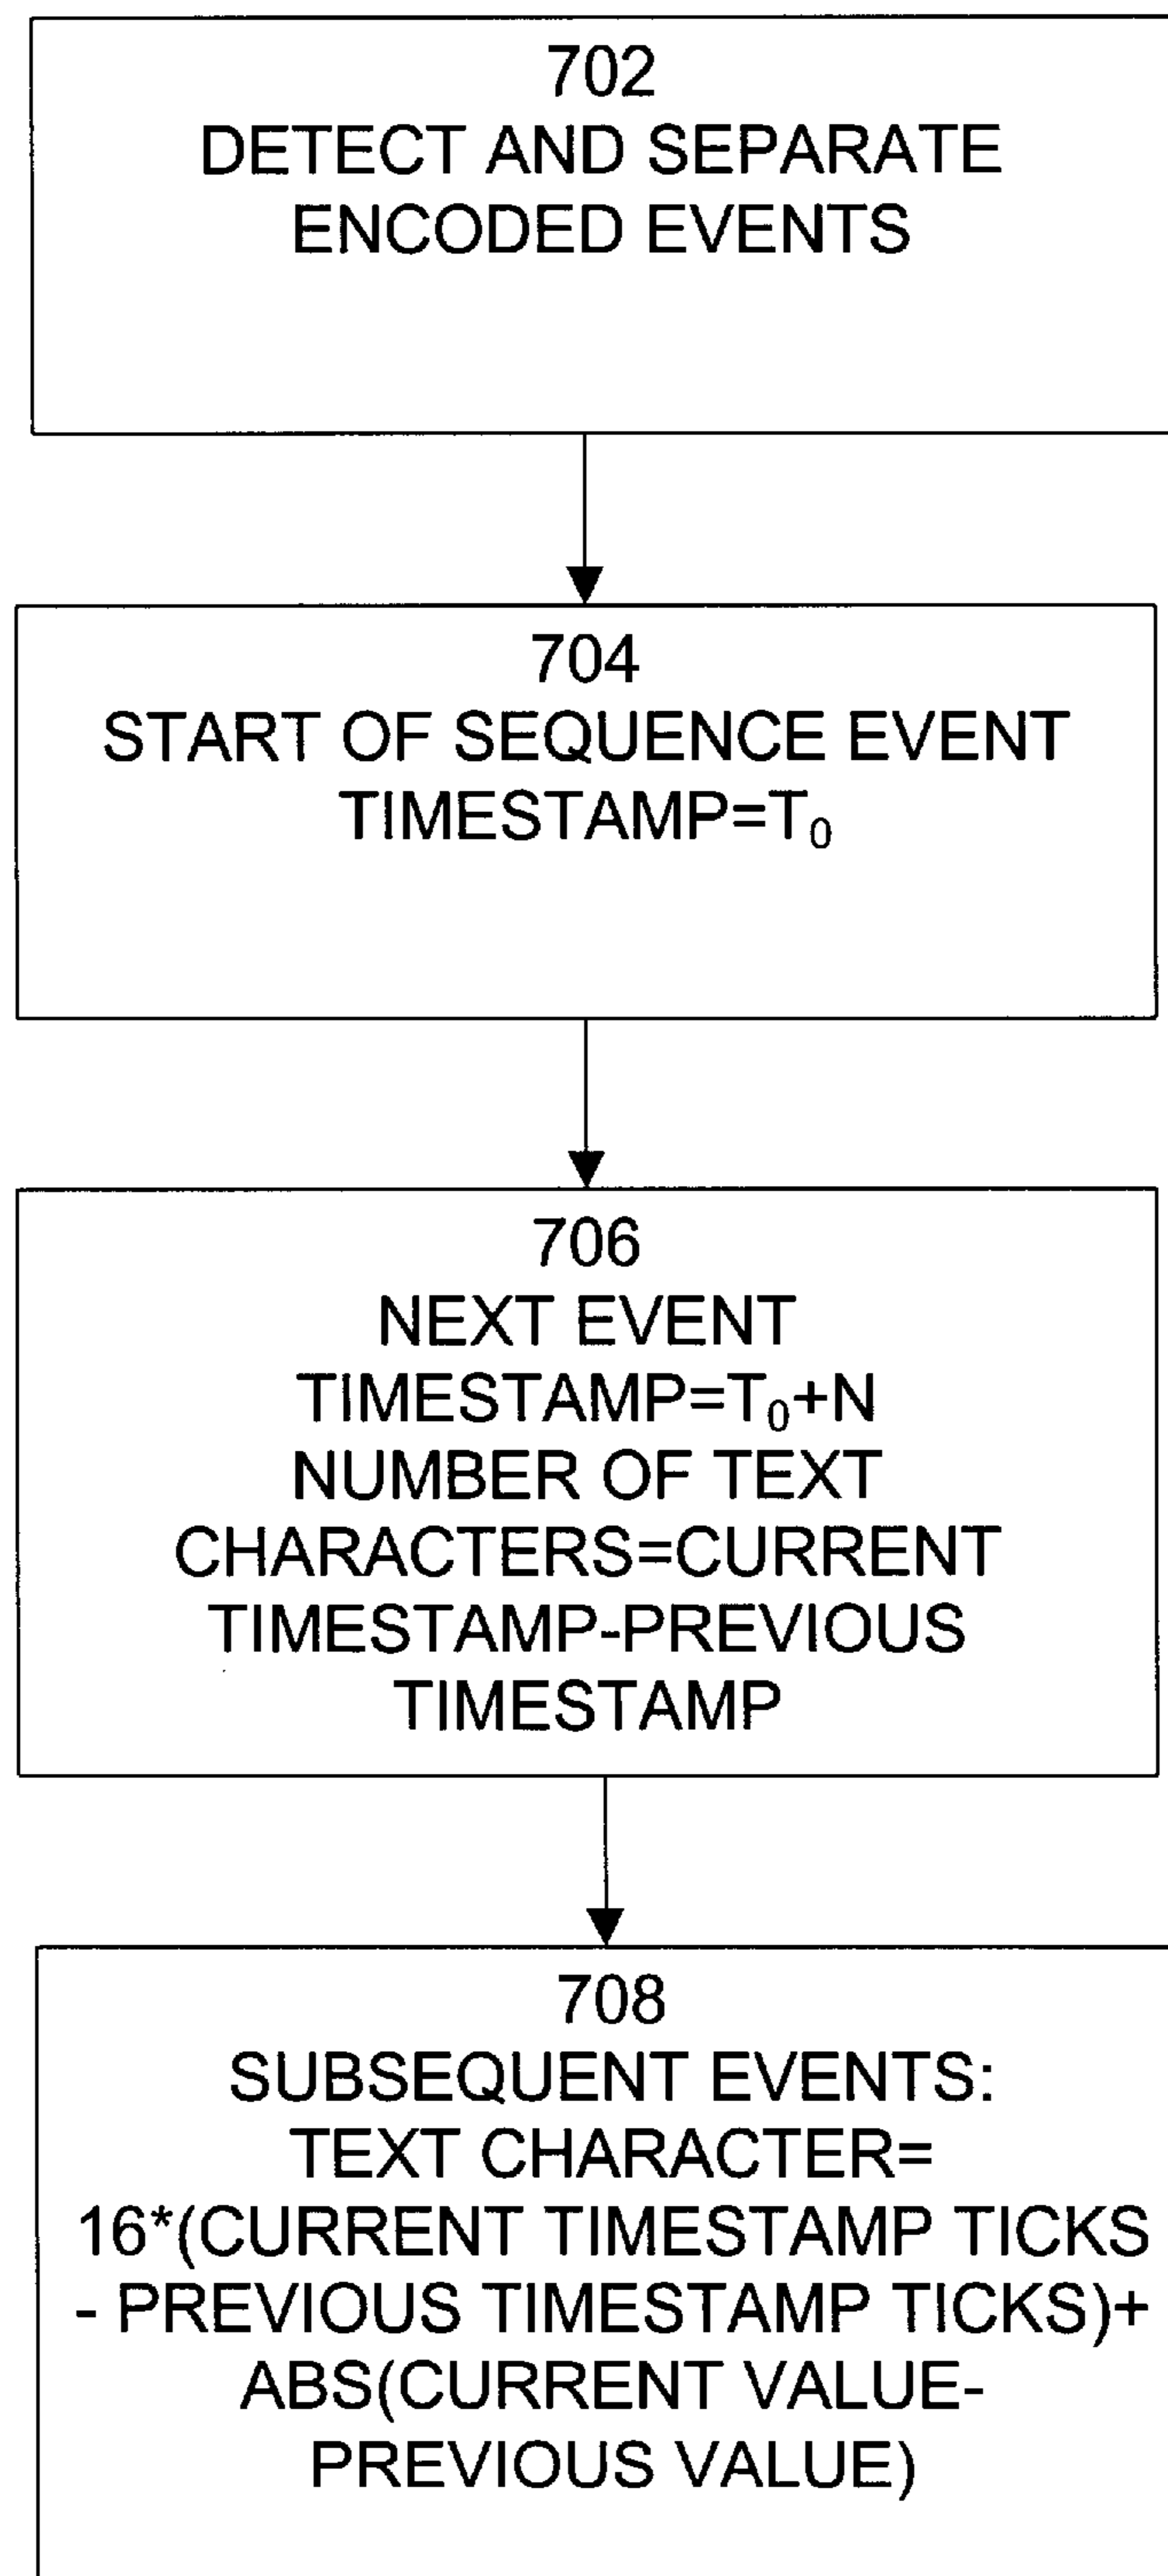 702
DETECT AND SEPARATE
ENCODED EVENTS
704
START OF SEQUENCE EVENT
TIMESTAMP=T₀
706
NEXT EVENT
TIMESTAMP=T₀+N
NUMBER OF TEXT
CHARACTERS=CURRENT
TIMESTAMP-PREVIOUS
TIMESTAMP
708
SUBSEQUENT EVENTS:
TEXT CHARACTER=
16*(CURRENT TIMESTAMP TICKS
- PREVIOUS TIMESTAMP TICKS)+
ABS(CURRENT VALUE-
PREVIOUS VALUE)